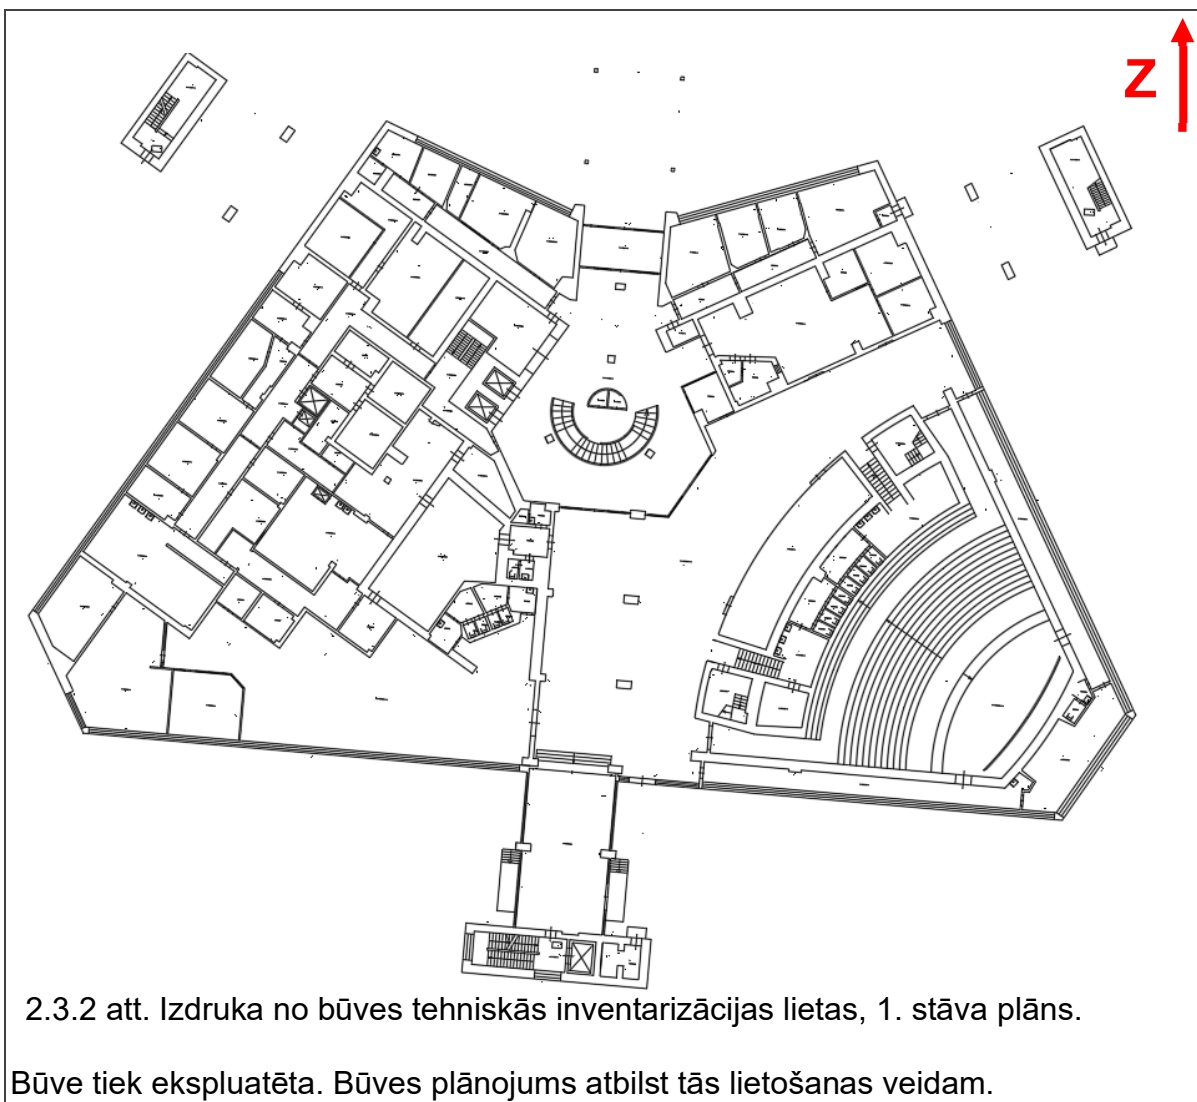 Z
2.3.2 att. Izdruka no būves tehniskās inventarizācijas lietas, 1. stāva plāns.
Būve tiek ekspluatēta. Būves plānojums atbilst tās lietošanas veidam.